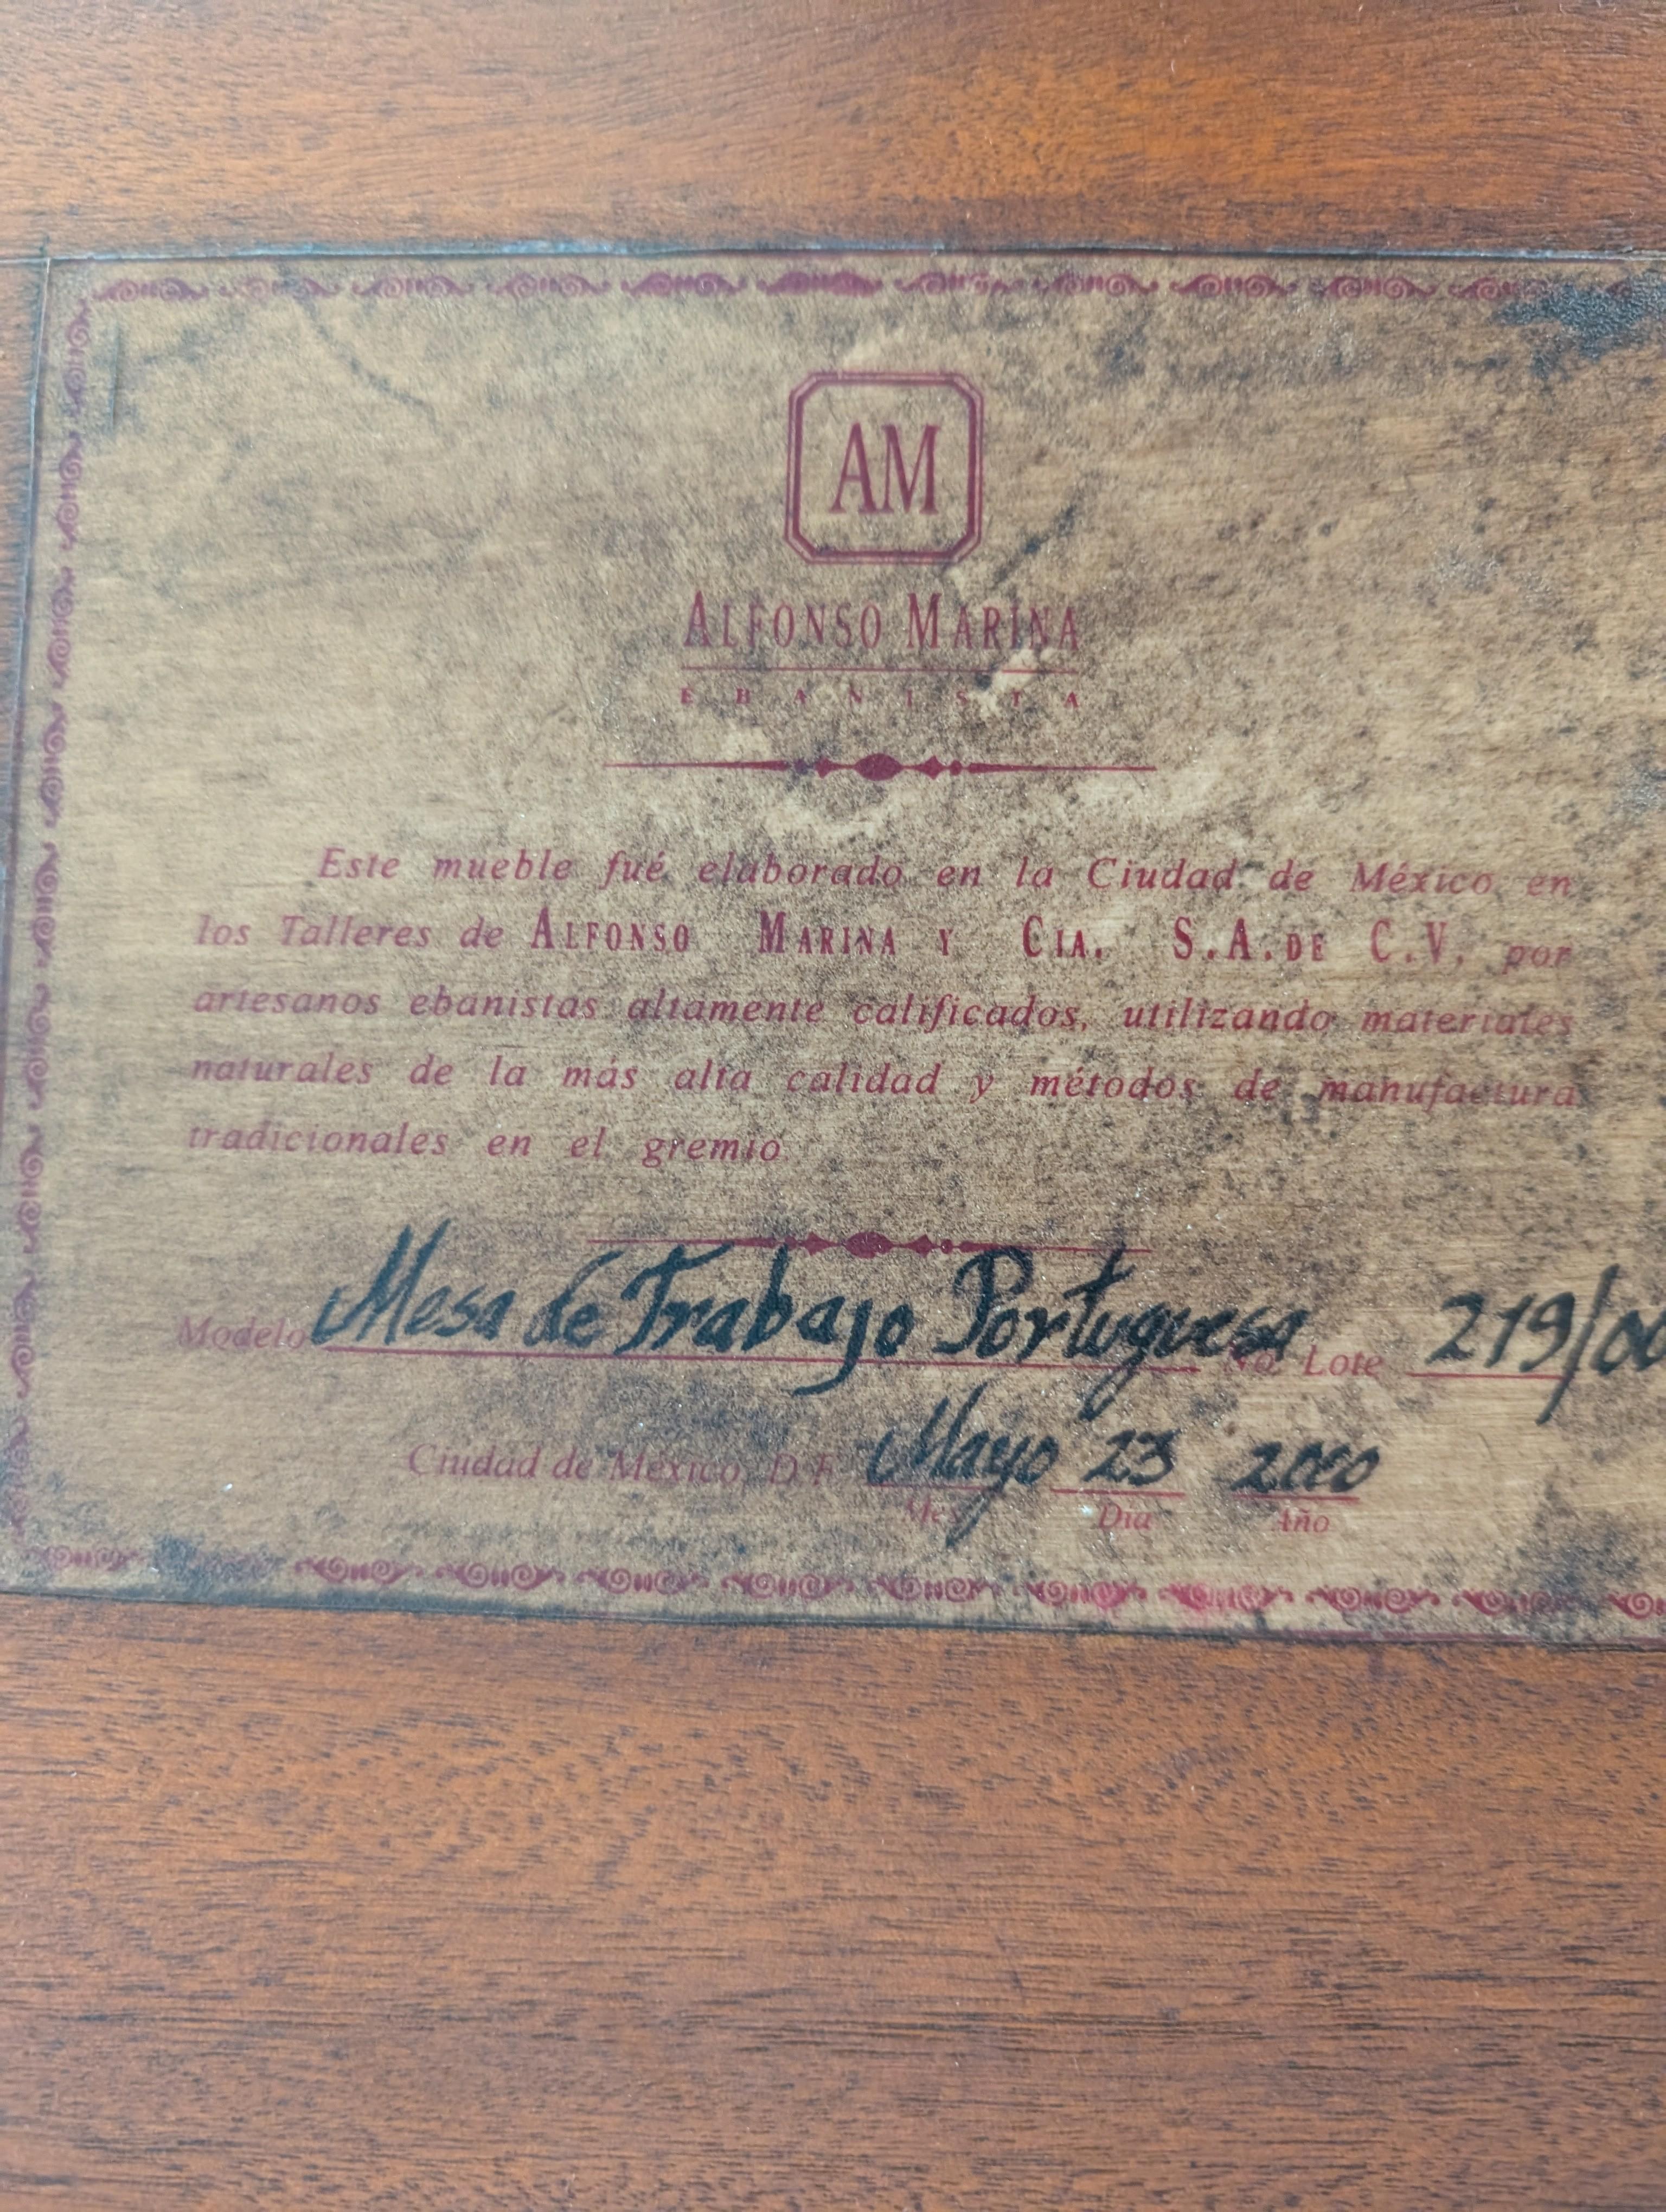 AM
ALFONSO MARINA
EBANISTA
Este mueble fué elaborado en la Ciudad de México en
los Talleres de ALFONSO MARINA Y CIA. S.A. DE C.V. por
artesanos ebanistas altamente calificados, utilizando materiales
naturales de la más alta calidad y métodos de manufactura
tradicionales en el gremio.
Modelo Mesa de Trabajo Portuguesa No. Lote 219/00
Ciudad de México, D.F. Mayo 23 2000
Mes Día Año